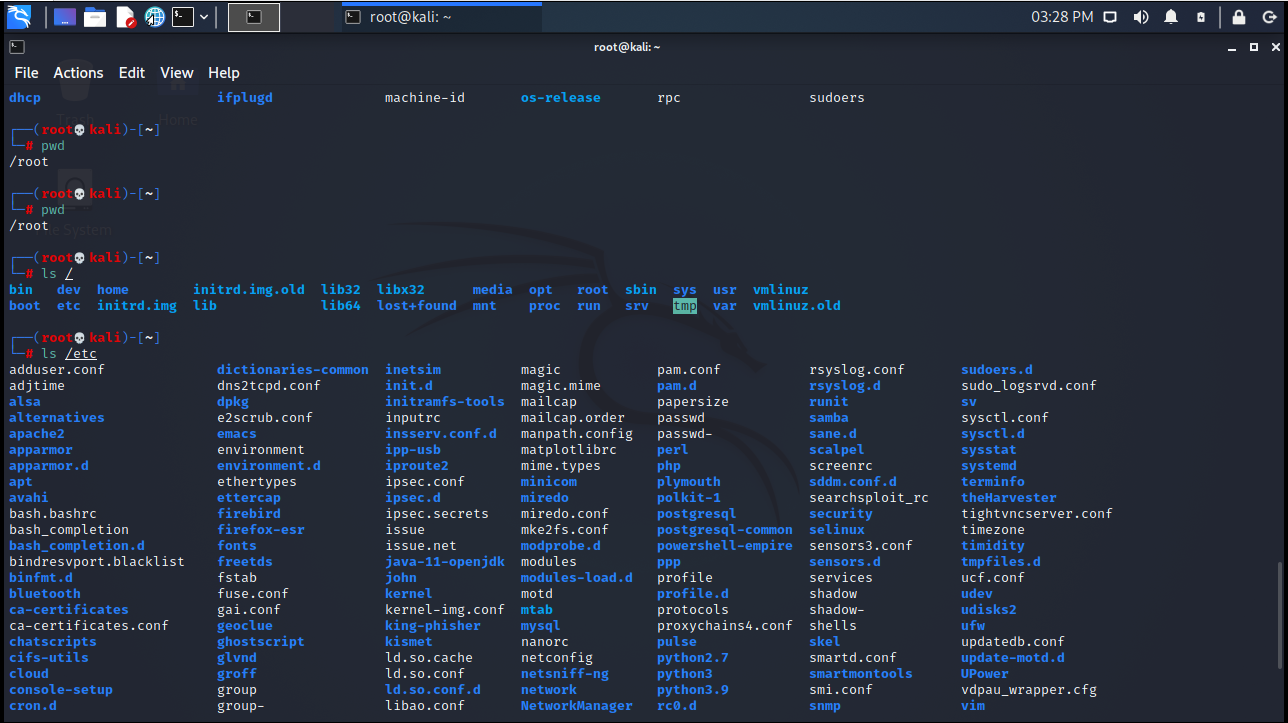 root@kali: ~
03:28 PM
root@kali: ~
File Actions Edit View Help
dhcp ifplugd machine-id os-release rpc sudoers
Trash Home
(root💀kali)-[~]
# pwd
/root
(root💀kali)-[~]
# pwd
/root
File System
(root💀kali)-[~]
# ls /
bin dev home initrd.img.old lib32 libx32 media opt root sbin sys usr vmlinuz
boot etc initrd.img lib lib64 lost+found mnt proc run srv tmp var vmlinuz.old
(root💀kali)-[~]
# ls /etc
adduser.conf dictionaries-common inetsim magic pam.conf rsyslog.conf sudoers.d
adjtime dns2tcpd.conf init.d magic.mime pam.d rsyslog.d sudo_logsrvd.conf
alsa dpkg initramfs-tools mailcap papersize runit sv
alternatives e2scrub.conf inputrc mailcap.order passwd samba sysctl.conf
apache2 emacs insserv.conf.d manpath.config passwd- sane.d sysctl.d
apparmor environment ipp-usb matplotlibrc perl scalpel sysstat
apparmor.d environment.d iproute2 mime.types php screenrc systemd
apt ethertypes ipsec.conf minicom plymouth sddm.conf.d terminfo
avahi ettercap ipsec.d miredo polkit-1 searchsploit_rc theHarvester
bash.bashrc firebird ipsec.secrets miredo.conf postgresql security tightvncserver.conf
bash_completion firefox-esr issue mke2fs.conf postgresql-common selinux timezone
bash_completion.d fonts issue.net modprobe.d powershell-empire sensors3.conf timidity
bindresvport.blacklist freetds java-11-openjdk modules ppp sensors.d tmpfiles.d
binfmt.d fstab john modules-load.d profile services ucf.conf
bluetooth fuse.conf kernel motd profile.d shadow udev
ca-certificates gai.conf kernel-img.conf mtab protocols shadow- udisks2
ca-certificates.conf geoclue king-phisher mysql proxychains4.conf shells ufw
chatscripts ghostscript kismet nanorc pulse skel updatedb.conf
cifs-utils glvnd ld.so.cache netconfig python2.7 smartd.conf update-motd.d
cloud groff ld.so.conf netsniff-ng python3 smartmontools UPower
console-setup group ld.so.conf.d network python3.9 smi.conf vdpau_wrapper.cfg
cron.d group- libao.conf NetworkManager rc0.d snmp vim